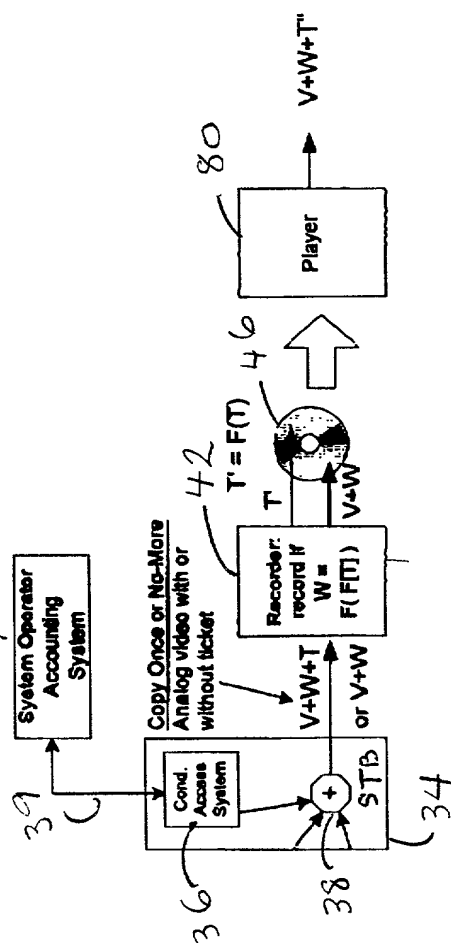 39
System Operator
Accounting
System
36
Cond.
Access
System
+
38
STB
34
Copy Once or No-More
Analog video with or
without ticket
V+W+T
or V+W
42
Recorder:
record if
W =
F( F[T])
T' = F(T)
T'
V+W
46
80
Player
V+W+T"